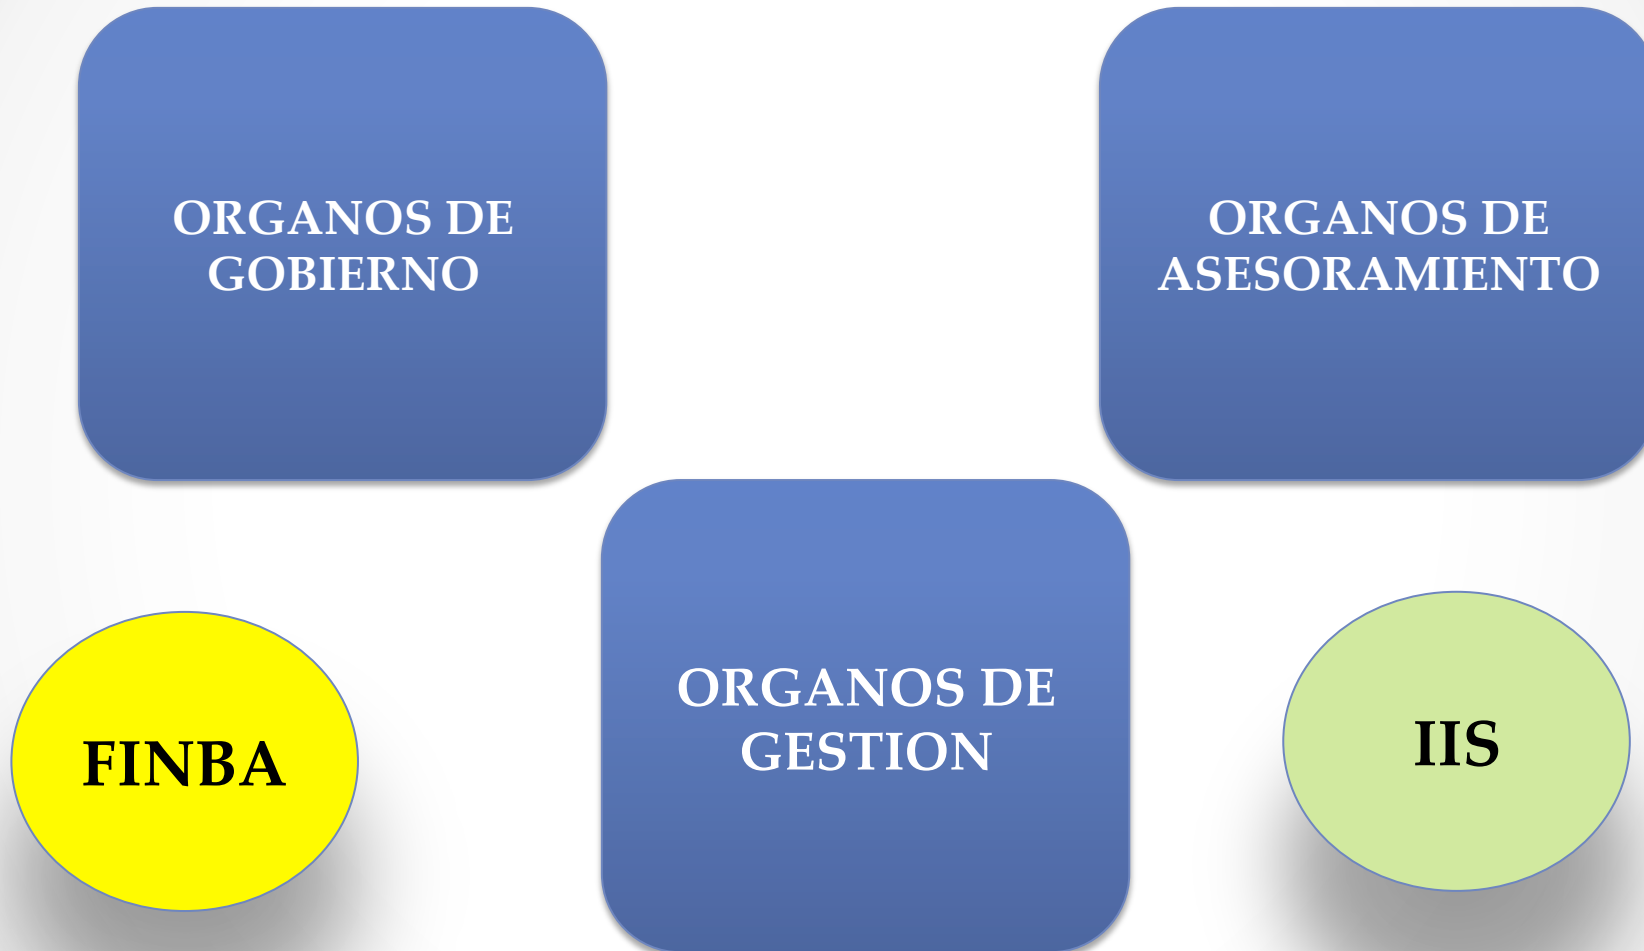 ORGANOS DE
GOBIERNO
ORGANOS DE
ASESORAMIENTO
ORGANOS DE
GESTION
FINBA
IIS